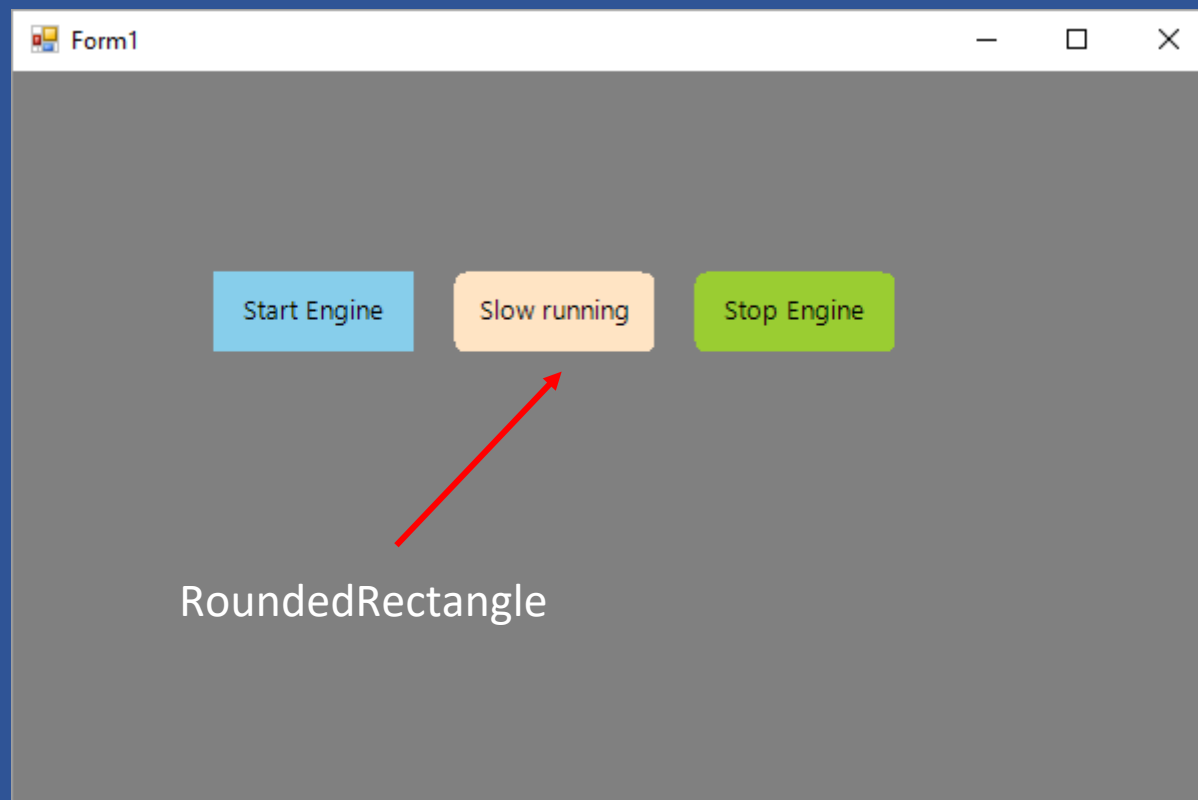 Form1
Start Engine
Slow running
Stop Engine
RoundedRectangle